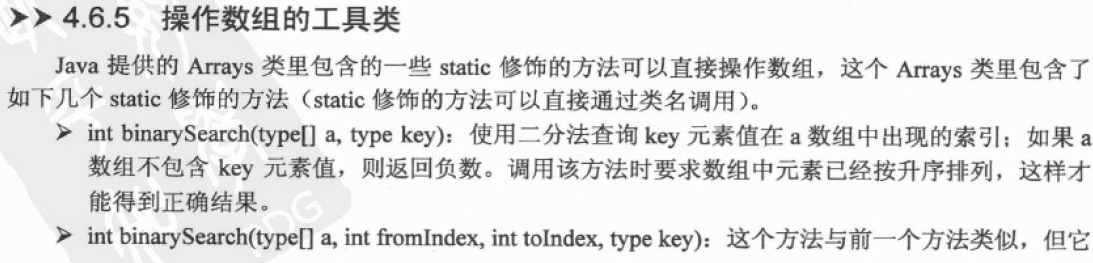 ➤➤ 4.6.5 操作数组的工具类
Java 提供的 Arrays 类里包含的一些 static 修饰的方法可以直接操作数组，这个 Arrays 类里包含了
如下几个 static 修饰的方法（static 修饰的方法可以直接通过类名调用）。
➤ int binarySearch(type[] a, type key)：使用二分法查询 key 元素值在 a 数组中出现的索引；如果 a
数组不包含 key 元素值，则返回负数。调用该方法时要求数组中元素已经按升序排列，这样才
能得到正确结果。
➤ int binarySearch(type[] a, int fromIndex, int toIndex, type key)：这个方法与前一个方法类似，但它